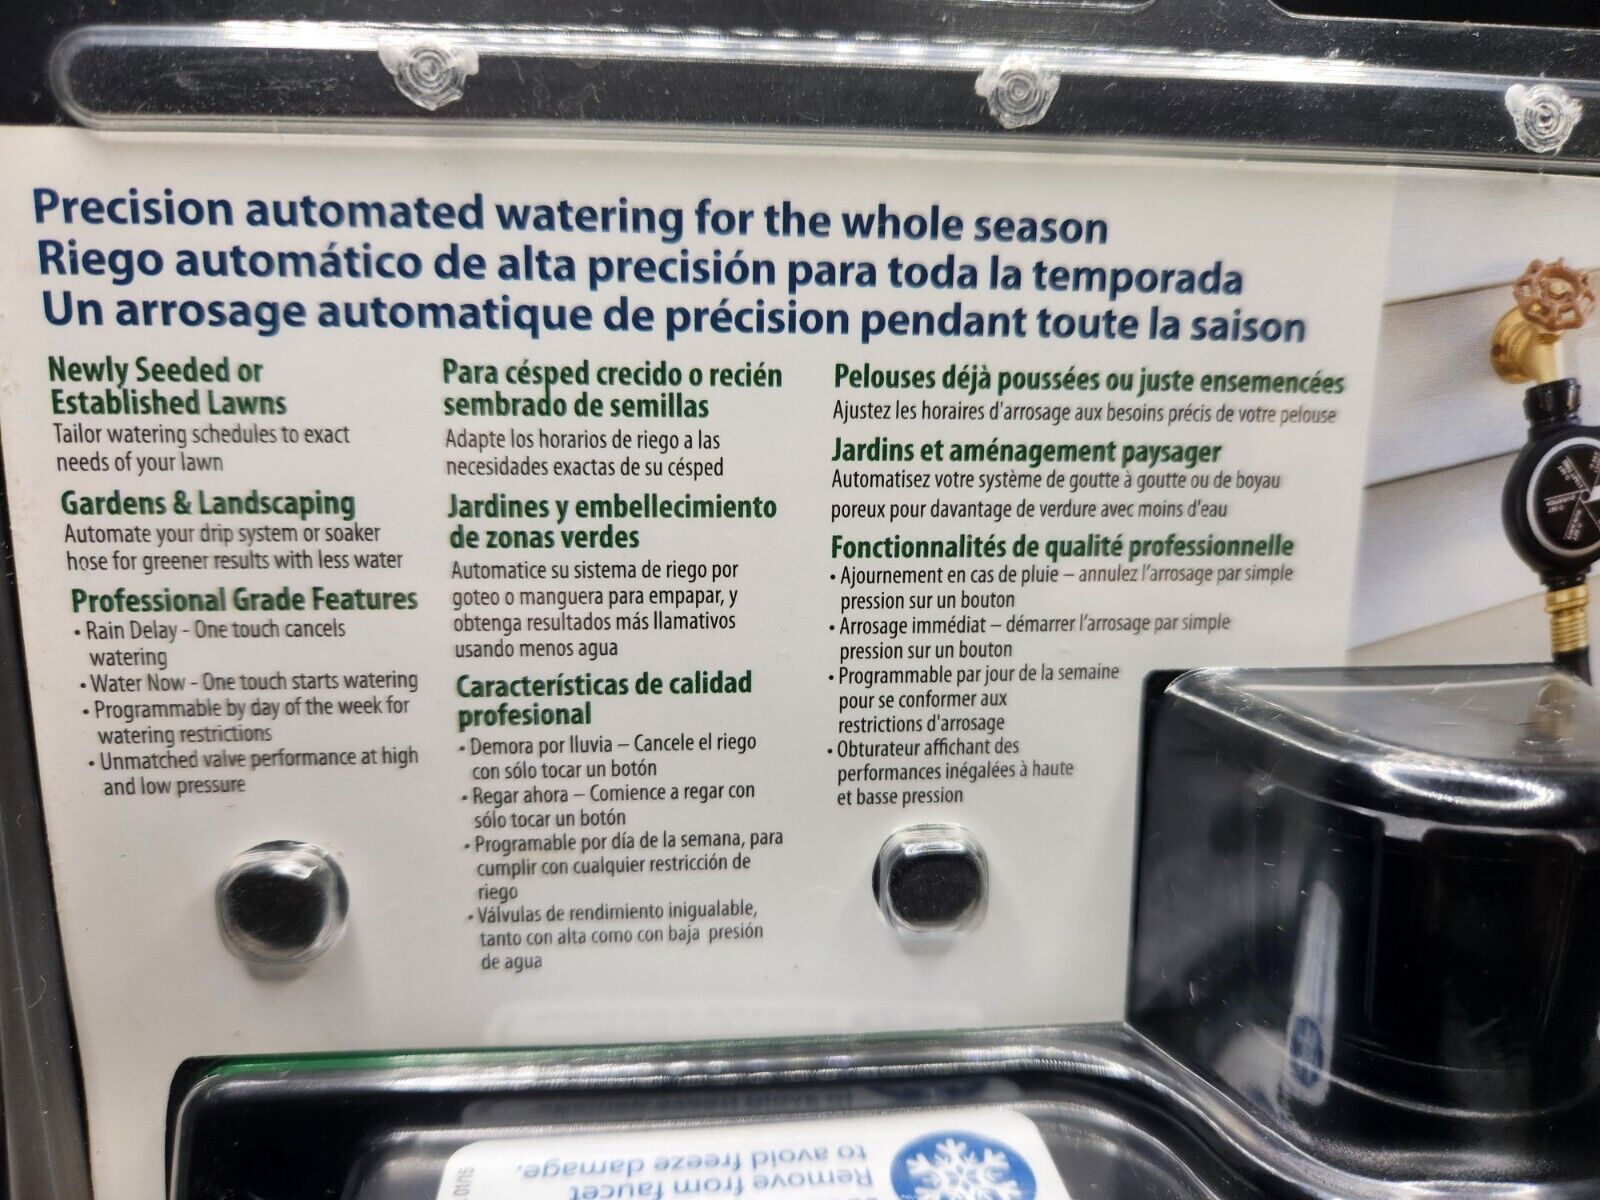 Precision automated watering for the whole season
Riego automático de alta precisión para toda la temporada
Un arrosage automatique de précision pendant toute la saison
Newly Seeded or
Established Lawns
Tailor watering schedules to exact
needs of your lawn
Gardens & Landscaping
Automate your drip system or soaker
hose for greener results with less water
Professional Grade Features
• Rain Delay - One touch cancels
watering
• Water Now - One touch starts watering
• Programmable by day of the week for
watering restrictions
• Unmatched valve performance at high
and low pressure
Para césped crecido o recién
sembrado de semillas
Adapte los horarios de riego a las
necesidades exactas de su césped
Jardines y embellecimiento
de zonas verdes
Automatice su sistema de riego por
goteo o manguera para empapar, y
obtenga resultados más llamativos
usando menos agua
Características de calidad
profesional
• Demora por lluvia – Cancele el riego
con sólo tocar un botón
• Regar ahora – Comience a regar con
sólo tocar un botón
• Programable por día de la semana, para
cumplir con cualquier restricción de
riego
• Válvulas de rendimiento inigualable,
tanto con alta como con baja presión
de agua
Pelouses déjà poussées ou juste ensemencées
Ajustez les horaires d'arrosage aux besoins précis de votre pelouse
Jardins et aménagement paysager
Automatisez votre système de goutte à goutte ou de boyau
poreux pour davantage de verdure avec moins d'eau
Fonctionnalités de qualité professionnelle
• Ajournement en cas de pluie – annulez l'arrosage par simple
pression sur un bouton
• Arrosage immédiat – démarrer l'arrosage par simple
pression sur un bouton
• Programmable par jour de la semaine
pour se conformer aux
restrictions d'arrosage
• Obturateur affichant des
performances inégalées à haute
et basse pression
Remove from faucet
to avoid freeze damage.
01/15